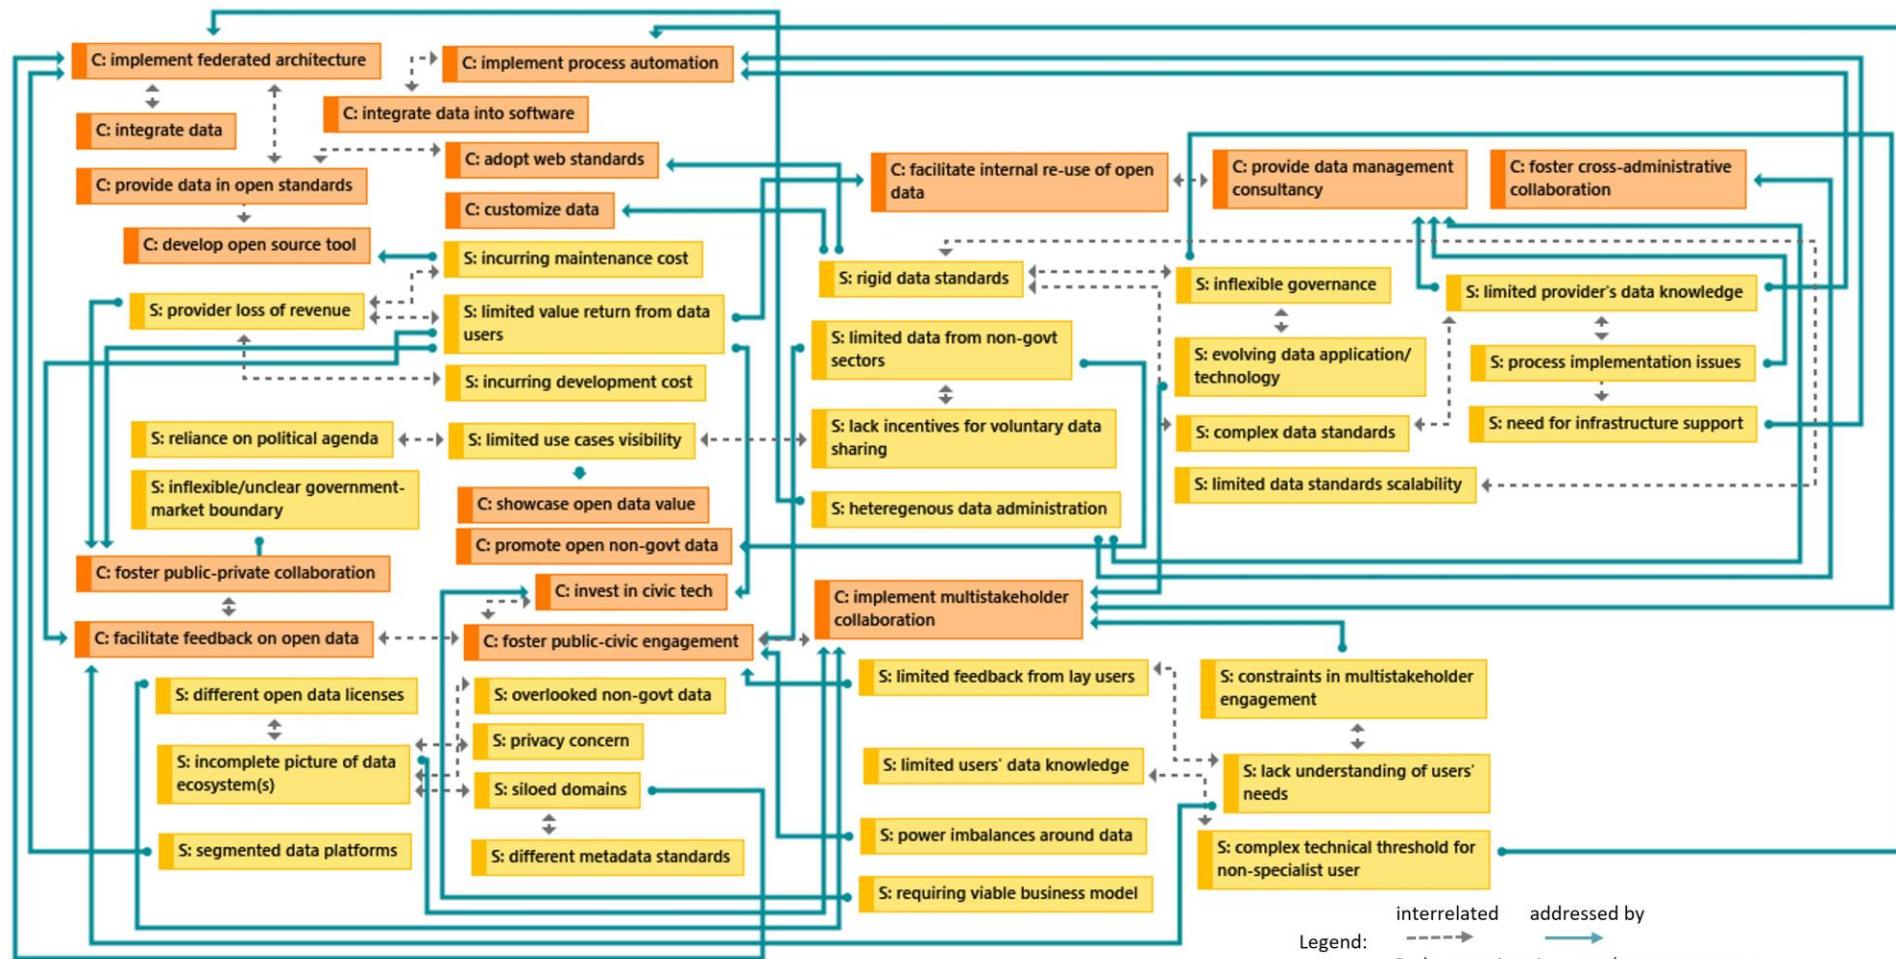 C: implement federated architecture
C: implement process automation
C: integrate data into software
C: integrate data
C: adopt web standards
C: provide data in open standards
C: customize data
C: develop open source tool
C: facilitate internal re-use of open
data
C: provide data management
consultancy
C: foster cross-administrative
collaboration
S: incurring maintenance cost
S: provider loss of revenue
S: limited value return from data
users
S: incurring development cost
S: rigid data standards
S: inflexible governance
S: limited provider's data knowledge
S: limited data from non-govt
sectors
S: evolving data application/
technology
S: process implementation issues
S: reliance on political agenda
S: limited use cases visibility
S: lack incentives for voluntary data
sharing
S: complex data standards
S: need for infrastructure support
S: inflexible/unclear government-
market boundary
C: showcase open data value
S: heteregenous data administration
S: limited data standards scalability
C: promote open non-govt data
C: foster public-private collaboration
C: invest in civic tech
C: implement multistakeholder
collaboration
C: facilitate feedback on open data
C: foster public-civic engagement
S: different open data licenses
S: overlooked non-govt data
S: limited feedback from lay users
S: constraints in multistakeholder
engagement
S: incomplete picture of data
ecosystem(s)
S: privacy concern
S: siloed domains
S: limited users' data knowledge
S: lack understanding of users'
needs
S: segmented data platforms
S: different metadata standards
S: power imbalances around data
S: complex technical threshold for
non-specialist user
S: requiring viable business model
interrelated addressed by
Legend: